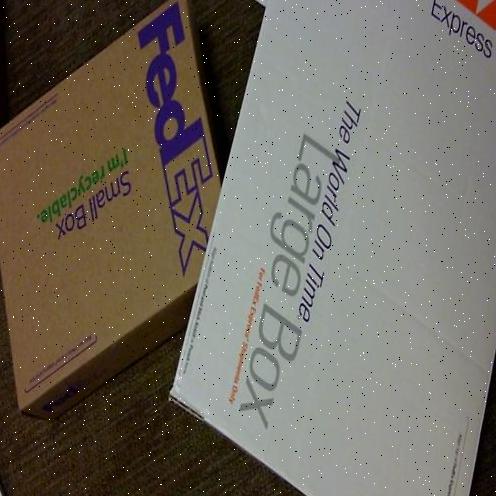 FedEx
Small Box
I'm recyclable.
Express
The World On Time
Large Box
For FedEx Express Shipments Only